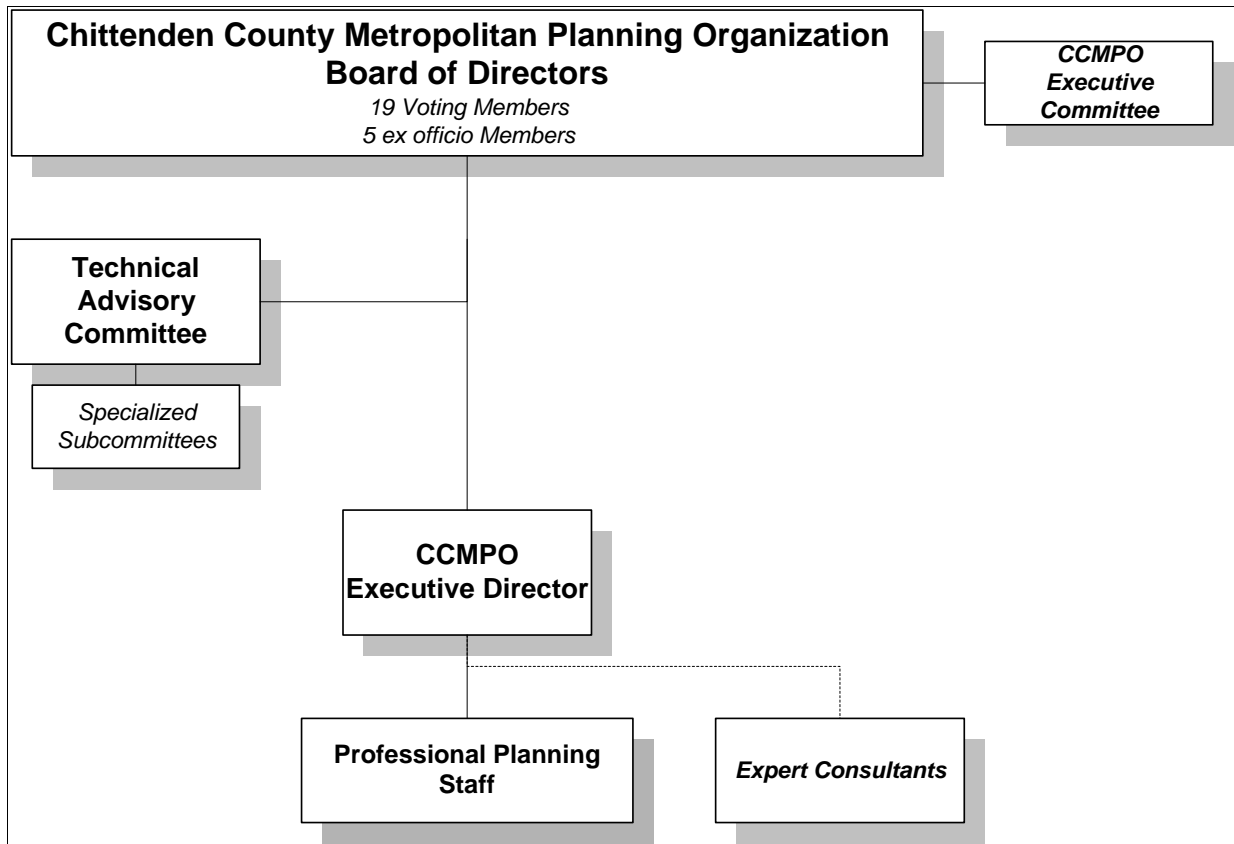 Chittenden County Metropolitan Planning Organization
Board of Directors
19 Voting Members
5 ex officio Members
CCMPO
Executive
Committee
Technical
Advisory
Committee
Specialized
Subcommittees
CCMPO
Executive Director
Professional Planning
Staff
Expert Consultants